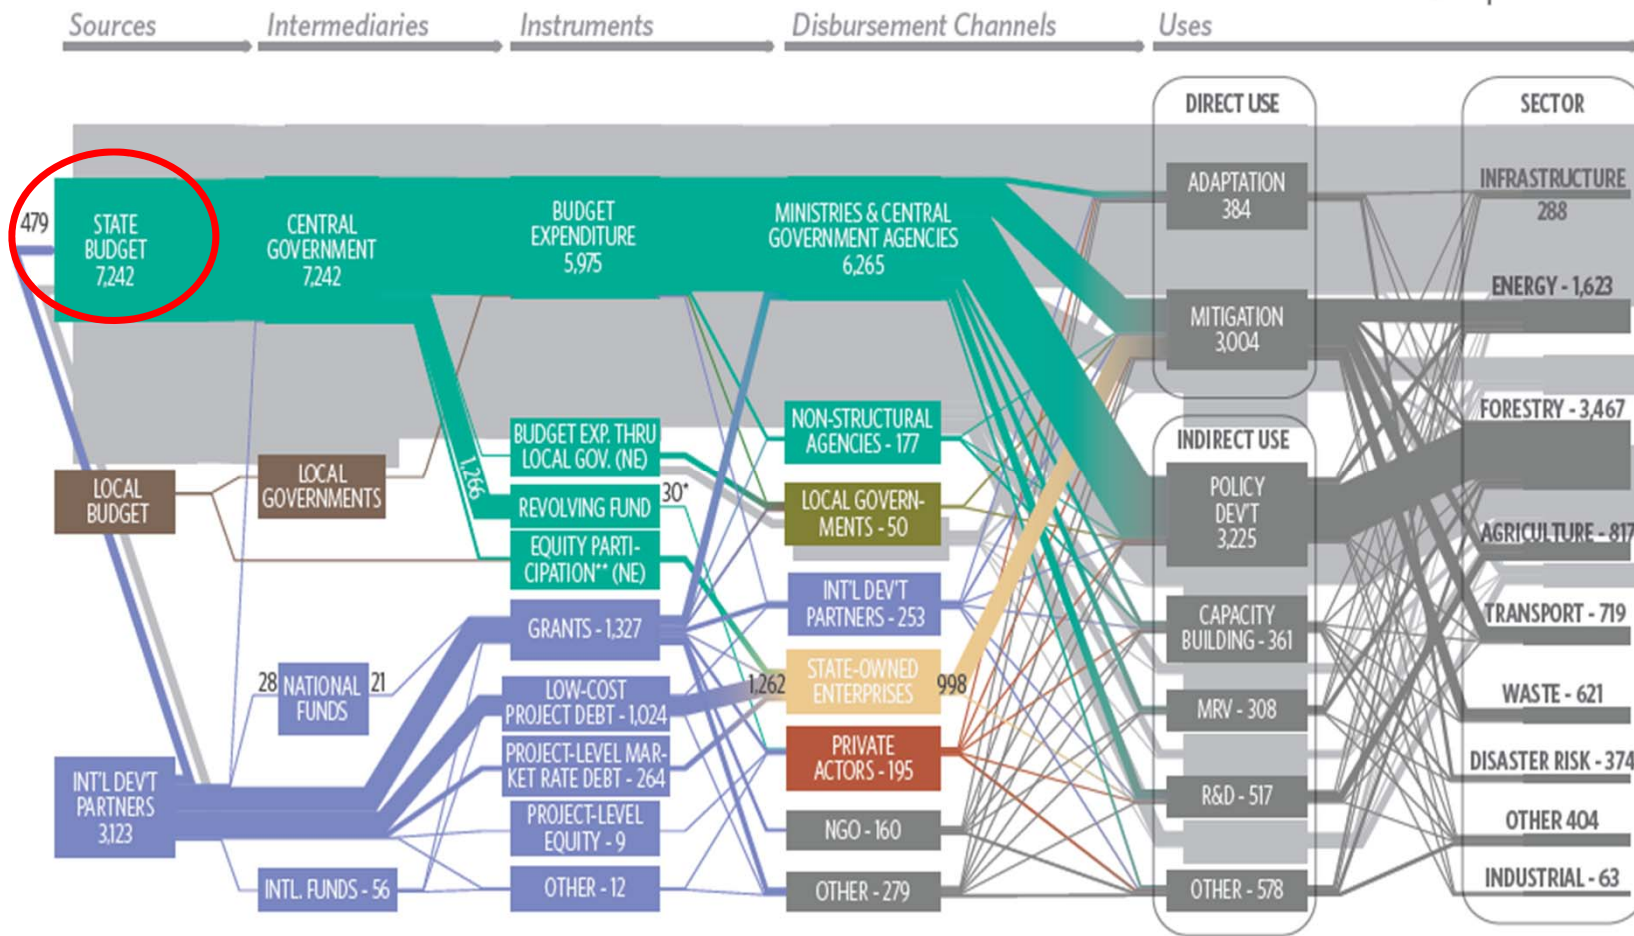 Sources
Intermediaries
Instruments
Disbursement Channels
Uses
479
STATE
BUDGET
7,242
LOCAL
BUDGET
INT'L DEV'T
PARTNERS
3,123
CENTRAL
GOVERNMENT
7,242
LOCAL
GOVERNMENTS
28
NATIONAL
FUNDS
21
INTL. FUNDS - 56
1,266
BUDGET
EXPENDITURE
5,975
BUDGET EXP. THRU
LOCAL GOV. (NE)
REVOLVING FUND
30*
EQUITY PARTI-
CIPATION** (NE)
GRANTS - 1,327
LOW-COST
PROJECT DEBT - 1,024
PROJECT-LEVEL MAR-
KET RATE DEBT - 264
PROJECT-LEVEL
EQUITY - 9
OTHER - 12
MINISTRIES & CENTRAL
GOVERNMENT AGENCIES
6,265
NON-STRUCTURAL
AGENCIES - 177
LOCAL GOVERN-
MENTS - 50
INT'L DEV'T
PARTNERS - 253
1,262
STATE-OWNED
ENTERPRISES
998
PRIVATE
ACTORS - 195
NGO - 160
OTHER - 279
DIRECT USE
ADAPTATION
384
MITIGATION
3,004
INDIRECT USE
POLICY
DEV'T
3,225
CAPACITY
BUILDING - 361
MRV - 308
R&D - 517
OTHER - 578
SECTOR
INFRASTRUCTURE
288
ENERGY - 1,623
FORESTRY - 3,467
AGRICULTURE - 817
TRANSPORT - 719
WASTE - 621
DISASTER RISK - 374
OTHER 404
INDUSTRIAL - 63